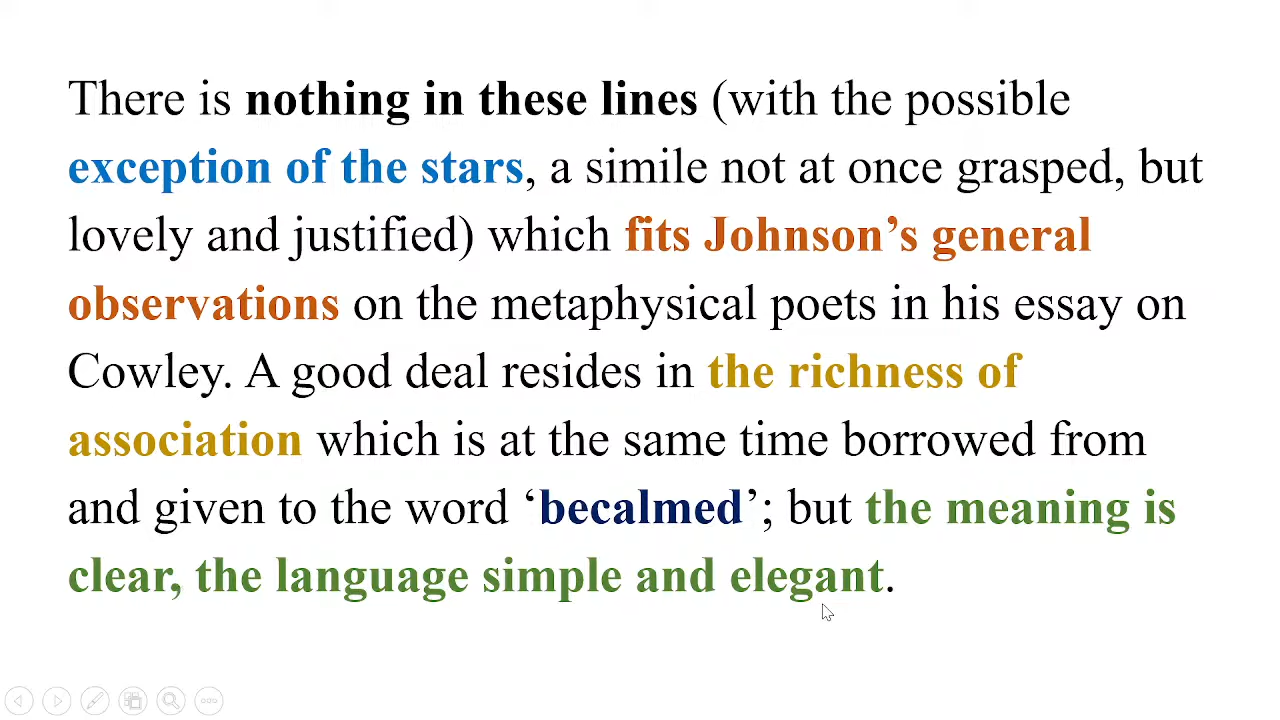 There is nothing in these lines (with the possible
exception of the stars, a simile not at once grasped, but
lovely and justified) which fits Johnson’s general
observations on the metaphysical poets in his essay on
Cowley. A good deal resides in the richness of
association which is at the same time borrowed from
and given to the word ‘becalmed’; but the meaning is
clear, the language simple and elegant.